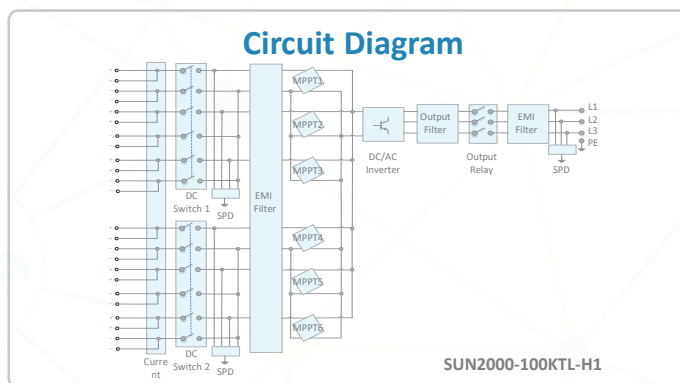 Circuit Diagram
MPPT1
MPPT2
MPPT3
MPPT4
MPPT5
MPPT6
EMI
Filter
DC
Switch 1
SPD
DC
Switch 2
SPD
Curre
nt
DC/AC
Inverter
Output
Filter
Output
Relay
EMI
Filter
L1
L2
L3
PE
SPD
SUN2000-100KTL-H1